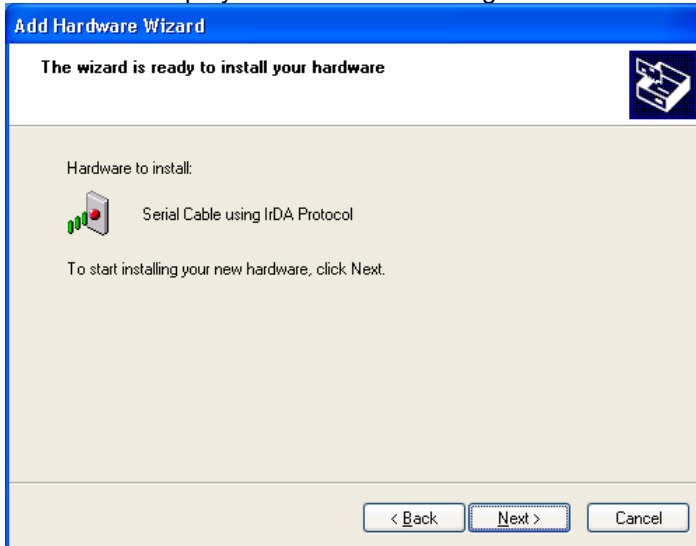 Add Hardware Wizard
The wizard is ready to install your hardware
Hardware to install:
Serial Cable using IrDA Protocol
To start installing your new hardware, click Next.
< Back Next > Cancel